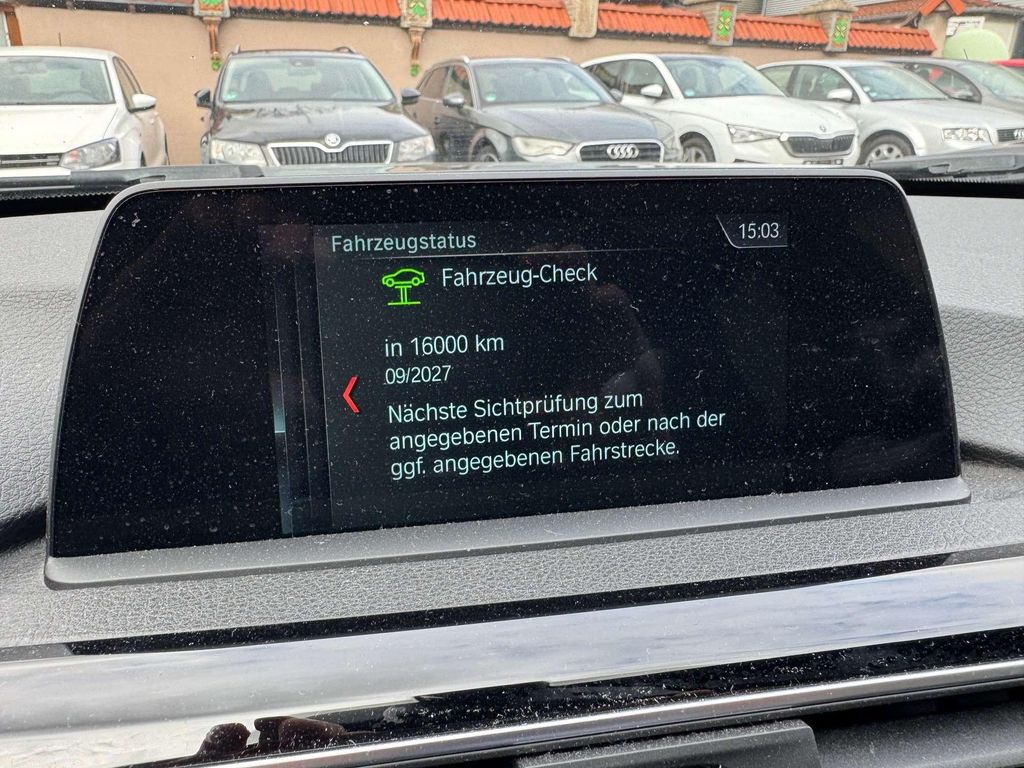 Fahrzeugstatus
15:03
Fahrzeug-Check
in 16000 km
09/2027
Nächste Sichtprüfung zum
angegebenen Termin oder nach der
ggf. angegebenen Fahrstrecke.